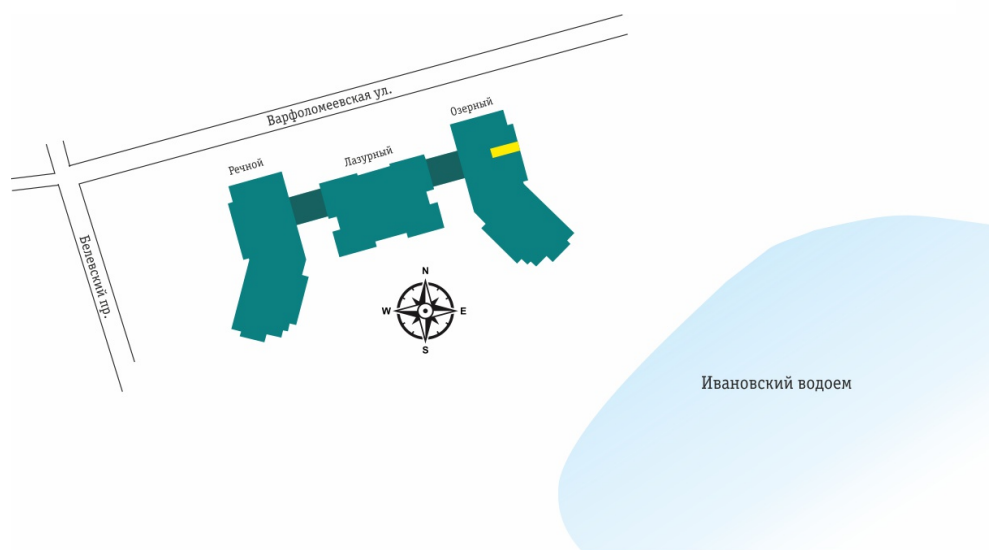 Варфоломеевская ул.
Озерный
Лазурный
Речной
Белевский пр.
N
W
E
S
Ивановский водоем